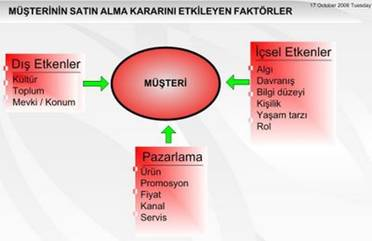 MÜŞTERİNİN SATIN ALMA KARARINI ETKİLEYEN FAKTÖRLER
17 October 2006 Tuesday
Dış Etkenler
Kültür
Toplum
Mevki / Konum
MÜŞTERİ
İçsel Etkenler
Algı
Davranış
Bilgi düzeyi
Kişilik
Yaşam tarzı
Rol
Pazarlama
Ürün
Promosyon
Fiyat
Kanal
Servis